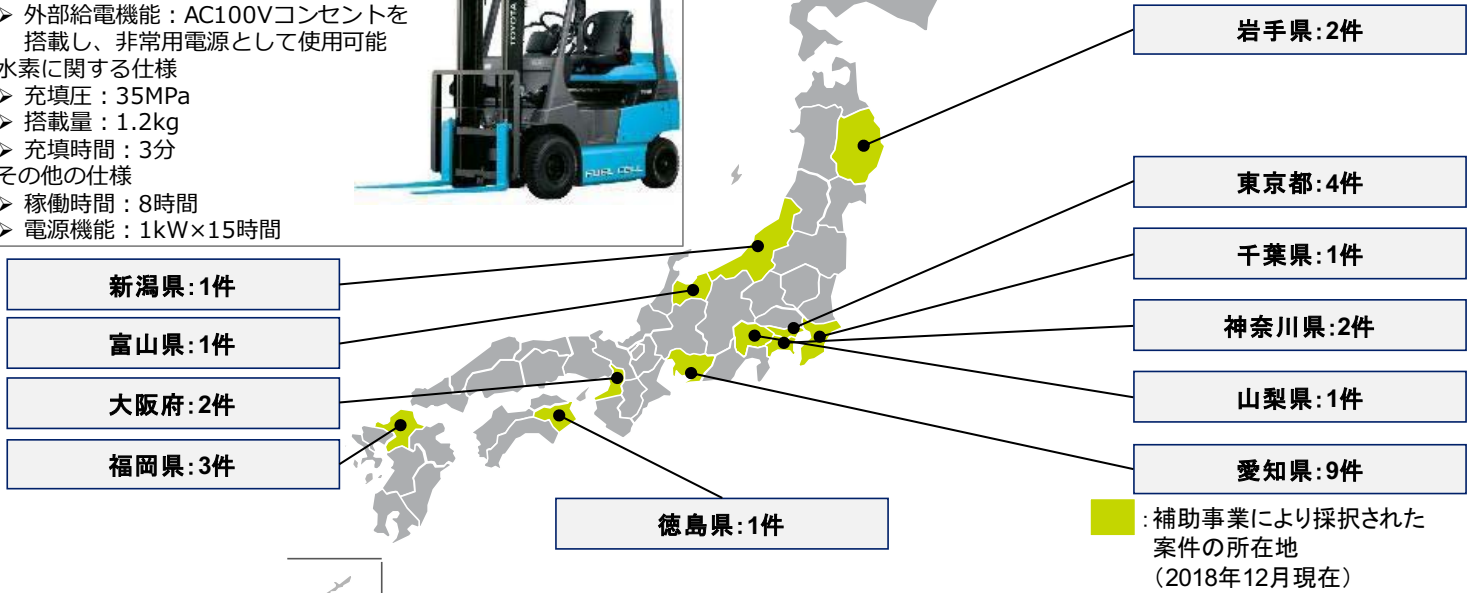 ➢ 外部給電機能：AC100Vコンセントを
搭載し、非常用電源として使用可能
水素に関する仕様
➢ 充填圧：35MPa
➢ 搭載量：1.2kg
➢ 充填時間：3分
その他の仕様
➢ 稼働時間：8時間
➢ 電源機能：1kW×15時間
TOYOTA
FUEL CELL
岩手県：2件
東京都：4件
千葉県：1件
神奈川県：2件
山梨県：1件
愛知県：9件
新潟県：1件
富山県：1件
大阪府：2件
福岡県：3件
徳島県：1件
：補助事業により採択された
案件の所在地
（2018年12月現在）